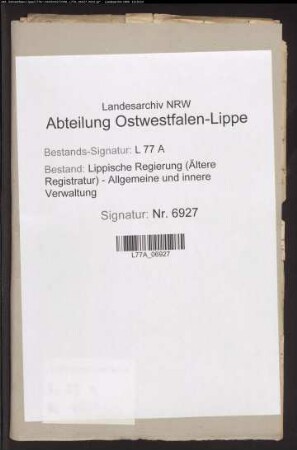 Landesarchiv NRW
Abteilung Ostwestfalen-Lippe
Bestands-Signatur: L 77 A
Bestand: Lippische Regierung (Ältere
Registratur) - Allgemeine und innere
Verwaltung
Signatur: Nr. 6927
L77A_06927